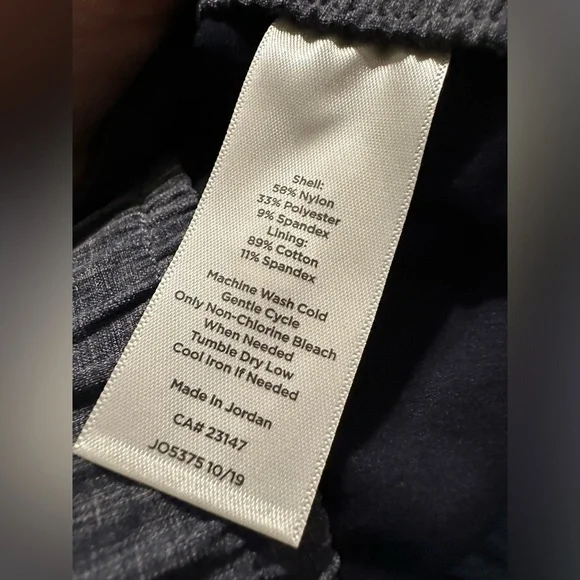 Shell:
58% Nylon
33% Polyester
9% Spandex
Lining:
89% Cotton
11% Spandex
Machine Wash Cold
Gentle Cycle
Only Non-Chlorine Bleach
When Needed
Tumble Dry Low
Cool Iron If Needed
Made In Jordan
CA# 23147
JO5375 10/19